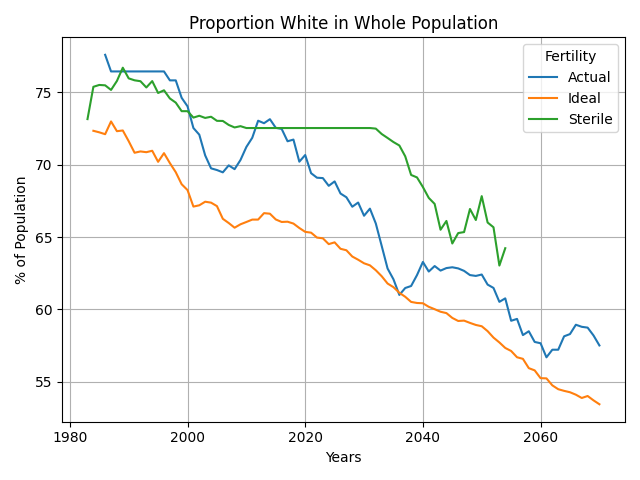 Proportion White in Whole Population
Fertility
Actual
Ideal
Sterile
% of Population
75
70
65
60
55
1980
2000
2020
2040
2060
Years